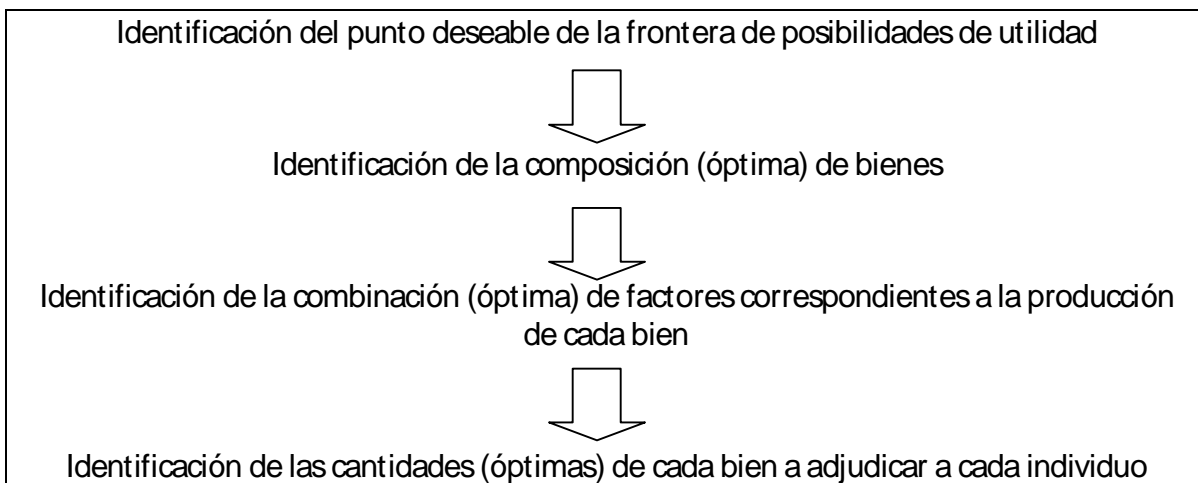 Identificación del punto deseable de la frontera de posibilidades de utilidad
Identificación de la composición (óptima) de bienes
Identificación de la combinación (óptima) de factores correspondientes a la producción
de cada bien
Identificación de las cantidades (óptimas) de cada bien a adjudicar a cada individuo